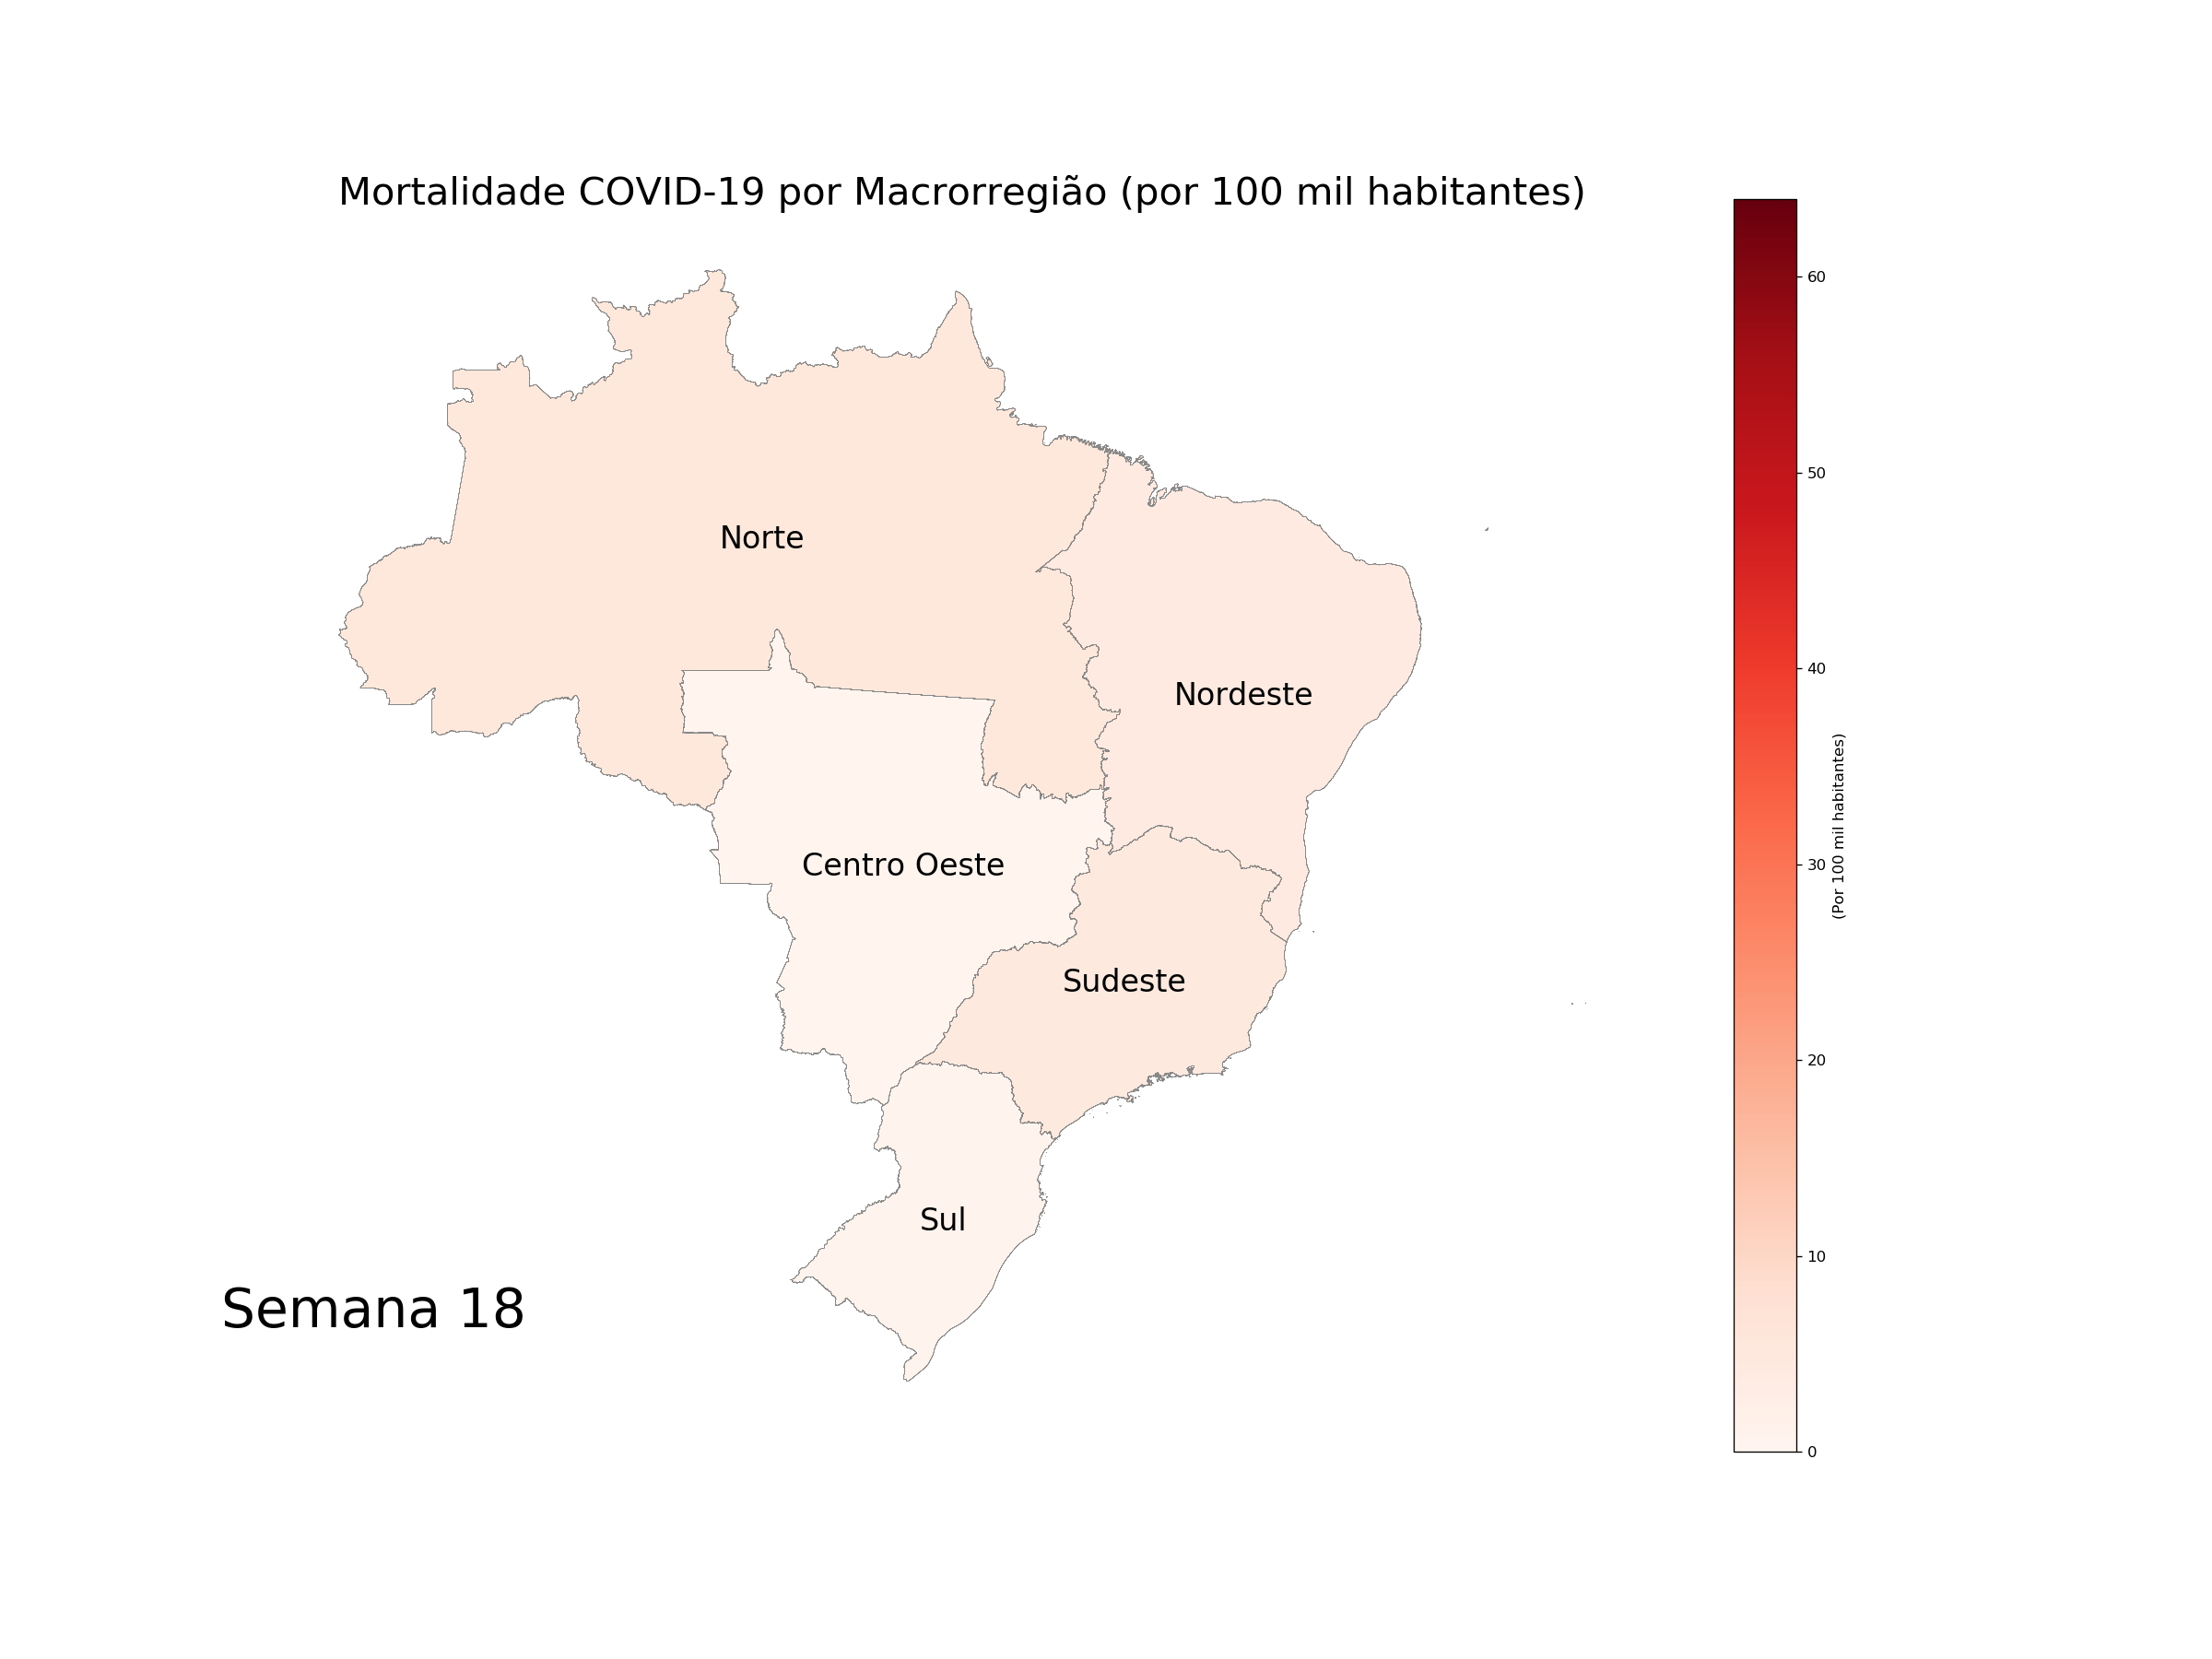 Mortalidade COVID-19 por Macrorregião (por 100 mil habitantes)
Norte
Nordeste
Centro Oeste
Sudeste
Sul
Semana 18
60
50
40
30
20
10
0
(Por 100 mil habitantes)